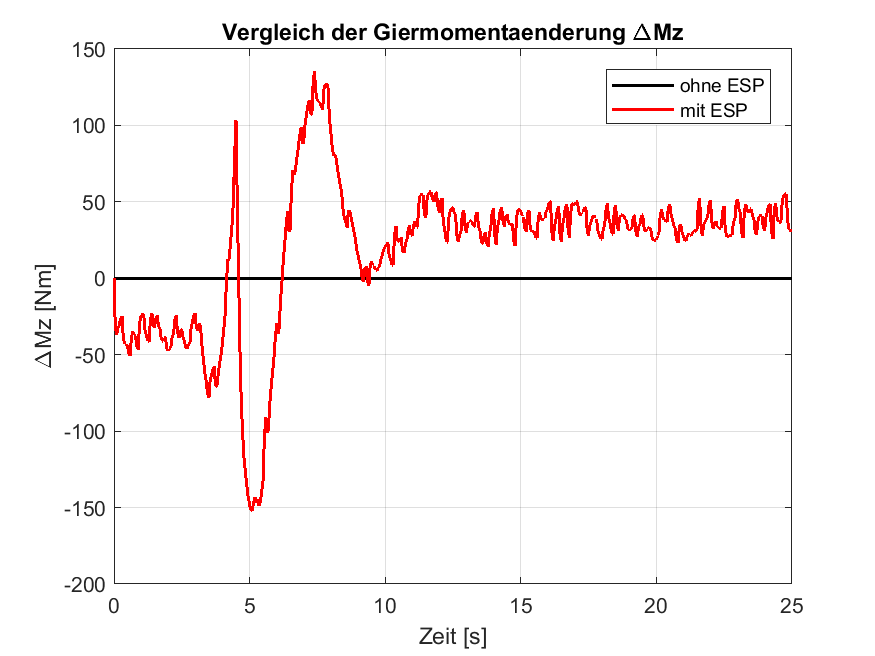 Vergleich der Giermomentaenderung ΔMz
150
100
50
0
-50
-100
-150
-200
ΔMz [Nm]
ohne ESP
mit ESP
0 5 10 15 20 25
Zeit [s]